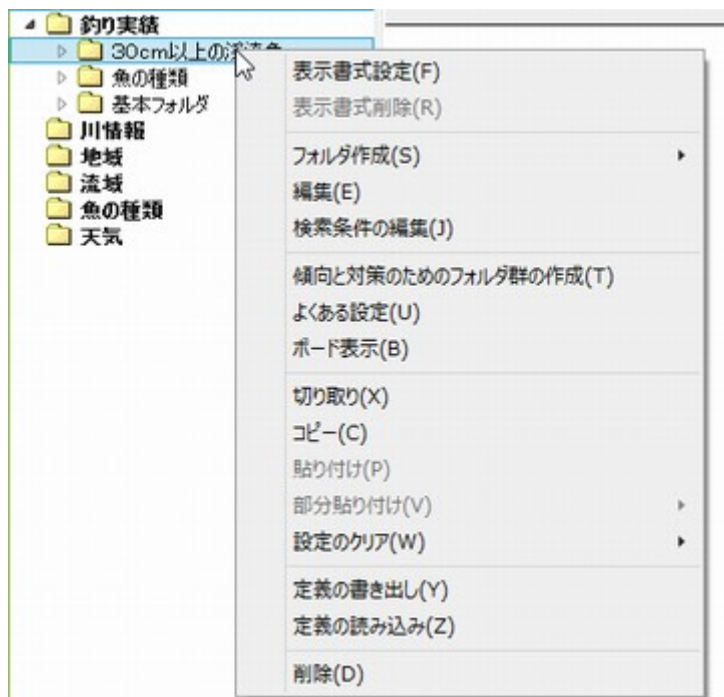 釣り実績
30cm以上の渓流魚
魚の種類
基本フォルダ
川情報
地域
流域
魚の種類
天気
表示書式設定(F)
表示書式削除(R)
フォルダ作成(S)
編集(E)
検索条件の編集(J)
傾向と対策のためのフォルダ群の作成(T)
よくある設定(U)
ボード表示(B)
切り取り(X)
コピー(C)
貼り付け(P)
部分貼り付け(V)
設定のクリア(W)
定義の書き出し(Y)
定義の読み込み(Z)
削除(D)